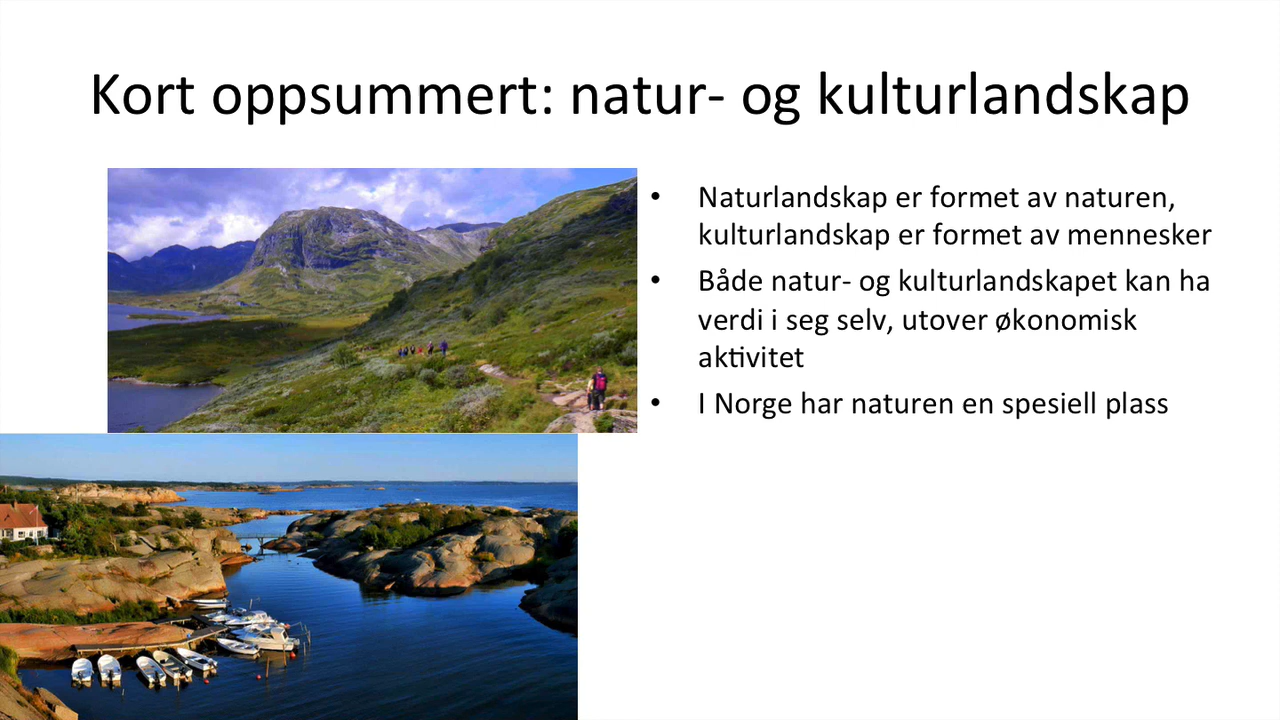 Kort oppsummert: natur- og kulturlandskap
• Naturlandskap er formet av naturen,
kulturlandskap er formet av mennesker
• Både natur- og kulturlandskapet kan ha
verdi i seg selv, utover økonomisk
aktivitet
• I Norge har naturen en spesiell plass